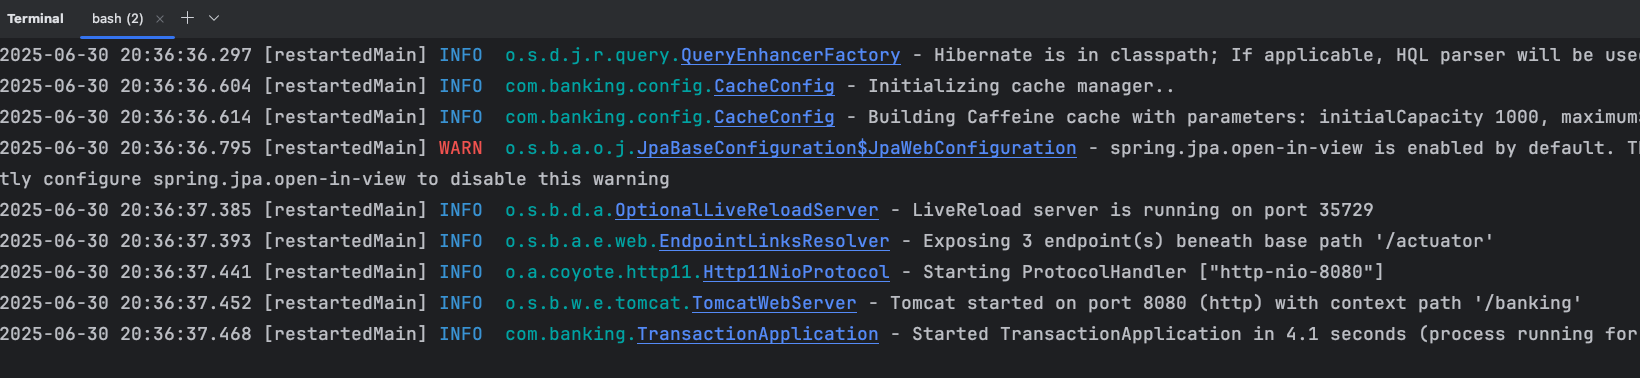 Terminal bash (2) × +
2025-06-30 20:36:36.297 [restartedMain] INFO  o.s.d.j.r.query.QueryEnhancerFactory - Hibernate is in classpath; If applicable, HQL parser will be used
2025-06-30 20:36:36.604 [restartedMain] INFO  com.banking.config.CacheConfig - Initializing cache manager..
2025-06-30 20:36:36.614 [restartedMain] INFO  com.banking.config.CacheConfig - Building Caffeine cache with parameters: initialCapacity 1000, maximum
2025-06-30 20:36:36.795 [restartedMain] WARN  o.s.b.a.o.j.JpaBaseConfiguration$JpaWebConfiguration - spring.jpa.open-in-view is enabled by default.
tly configure spring.jpa.open-in-view to disable this warning
2025-06-30 20:36:37.385 [restartedMain] INFO  o.s.b.d.a.OptionalLiveReloadServer - LiveReload server is running on port 35729
2025-06-30 20:36:37.393 [restartedMain] INFO  o.s.b.a.e.web.EndpointLinksResolver - Exposing 3 endpoint(s) beneath base path '/actuator'
2025-06-30 20:36:37.441 [restartedMain] INFO  o.a.coyote.http11.Http11NioProtocol - Starting ProtocolHandler ["http-nio-8080"]
2025-06-30 20:36:37.452 [restartedMain] INFO  o.s.b.w.e.tomcat.TomcatWebServer - Tomcat started on port 8080 (http) with context path '/banking'
2025-06-30 20:36:37.468 [restartedMain] INFO  com.banking.TransactionApplication - Started TransactionApplication in 4.1 seconds (process running for